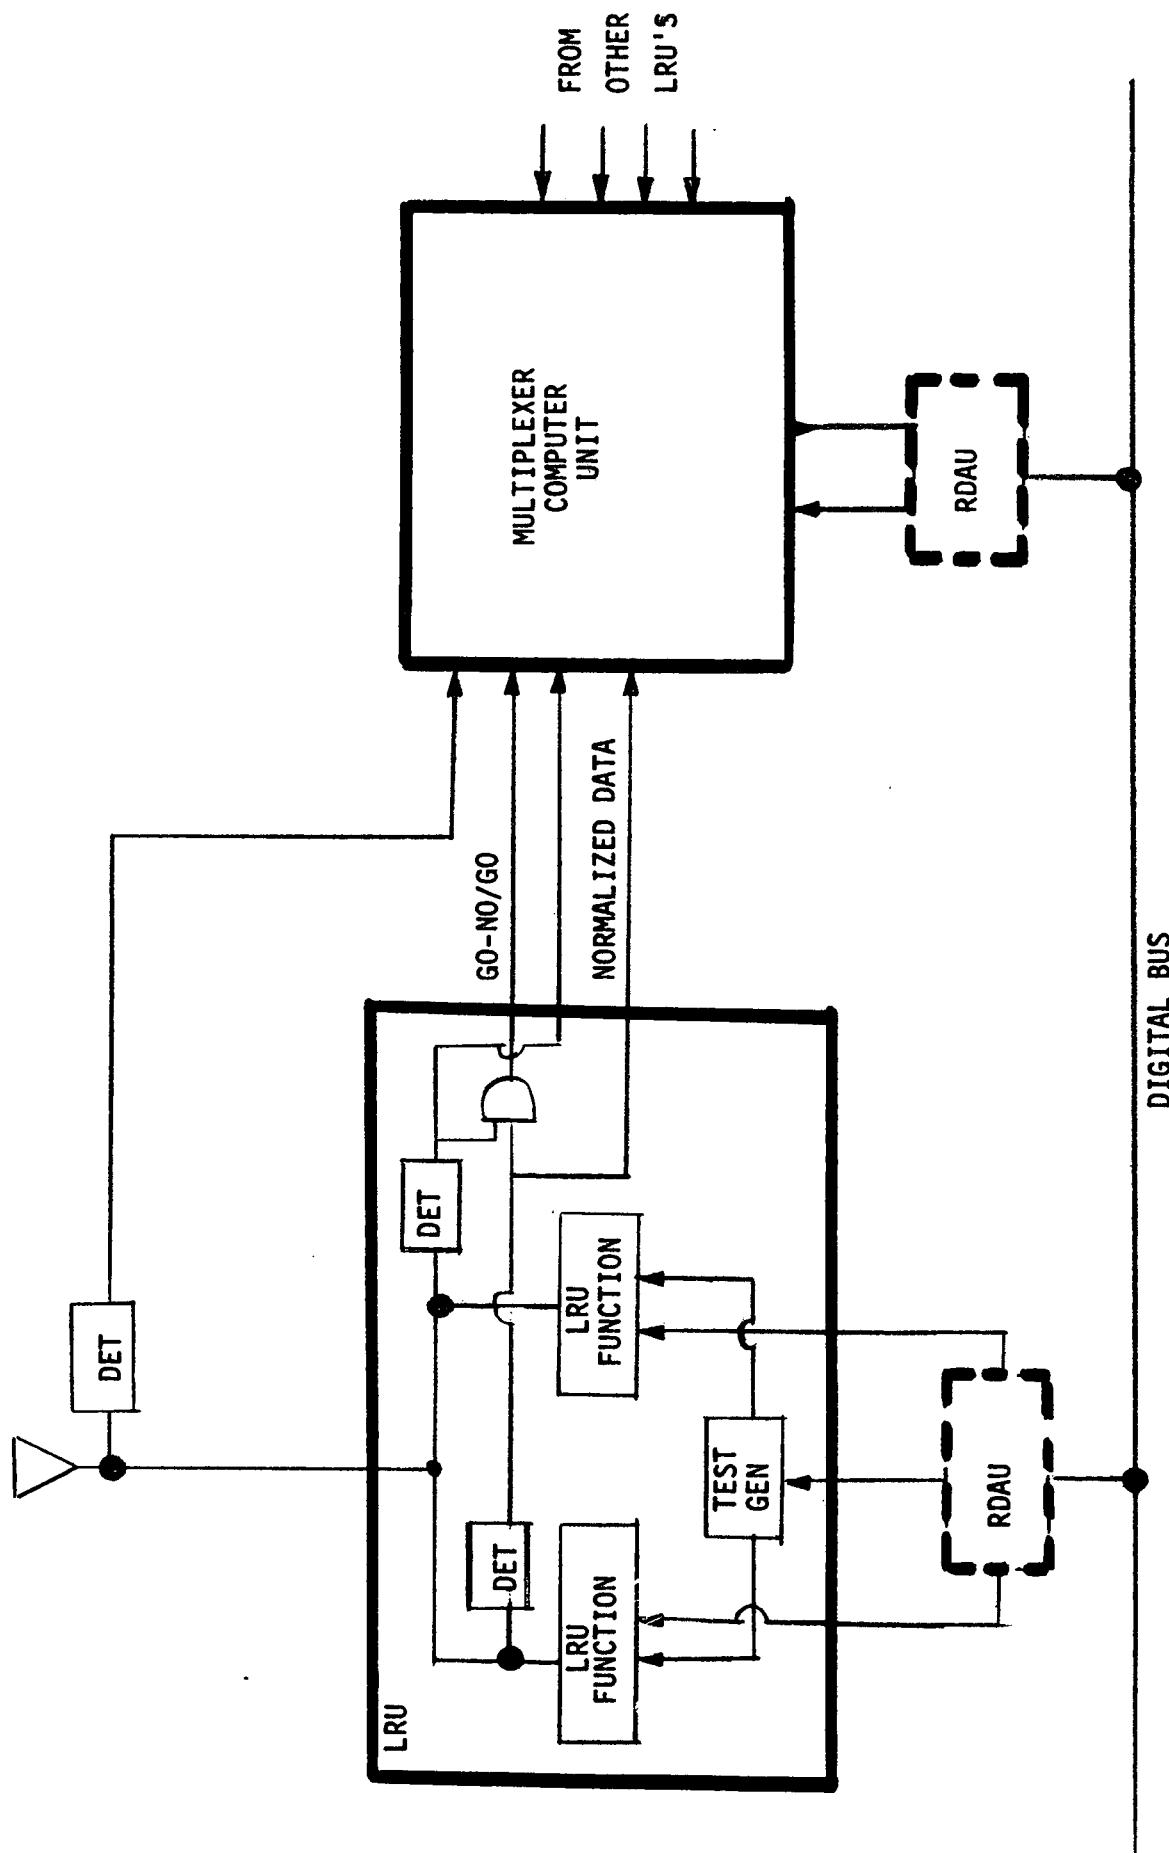 DET
LRU
DET
DET
LRU
FUNCTION
LRU
FUNCTION
TEST
GEN
GO-NO/GO
NORMALIZED DATA
MULTIPLEXER
COMPUTER
UNIT
FROM
OTHER
LRU'S
RDAU
RDAU
DIGITAL BUS